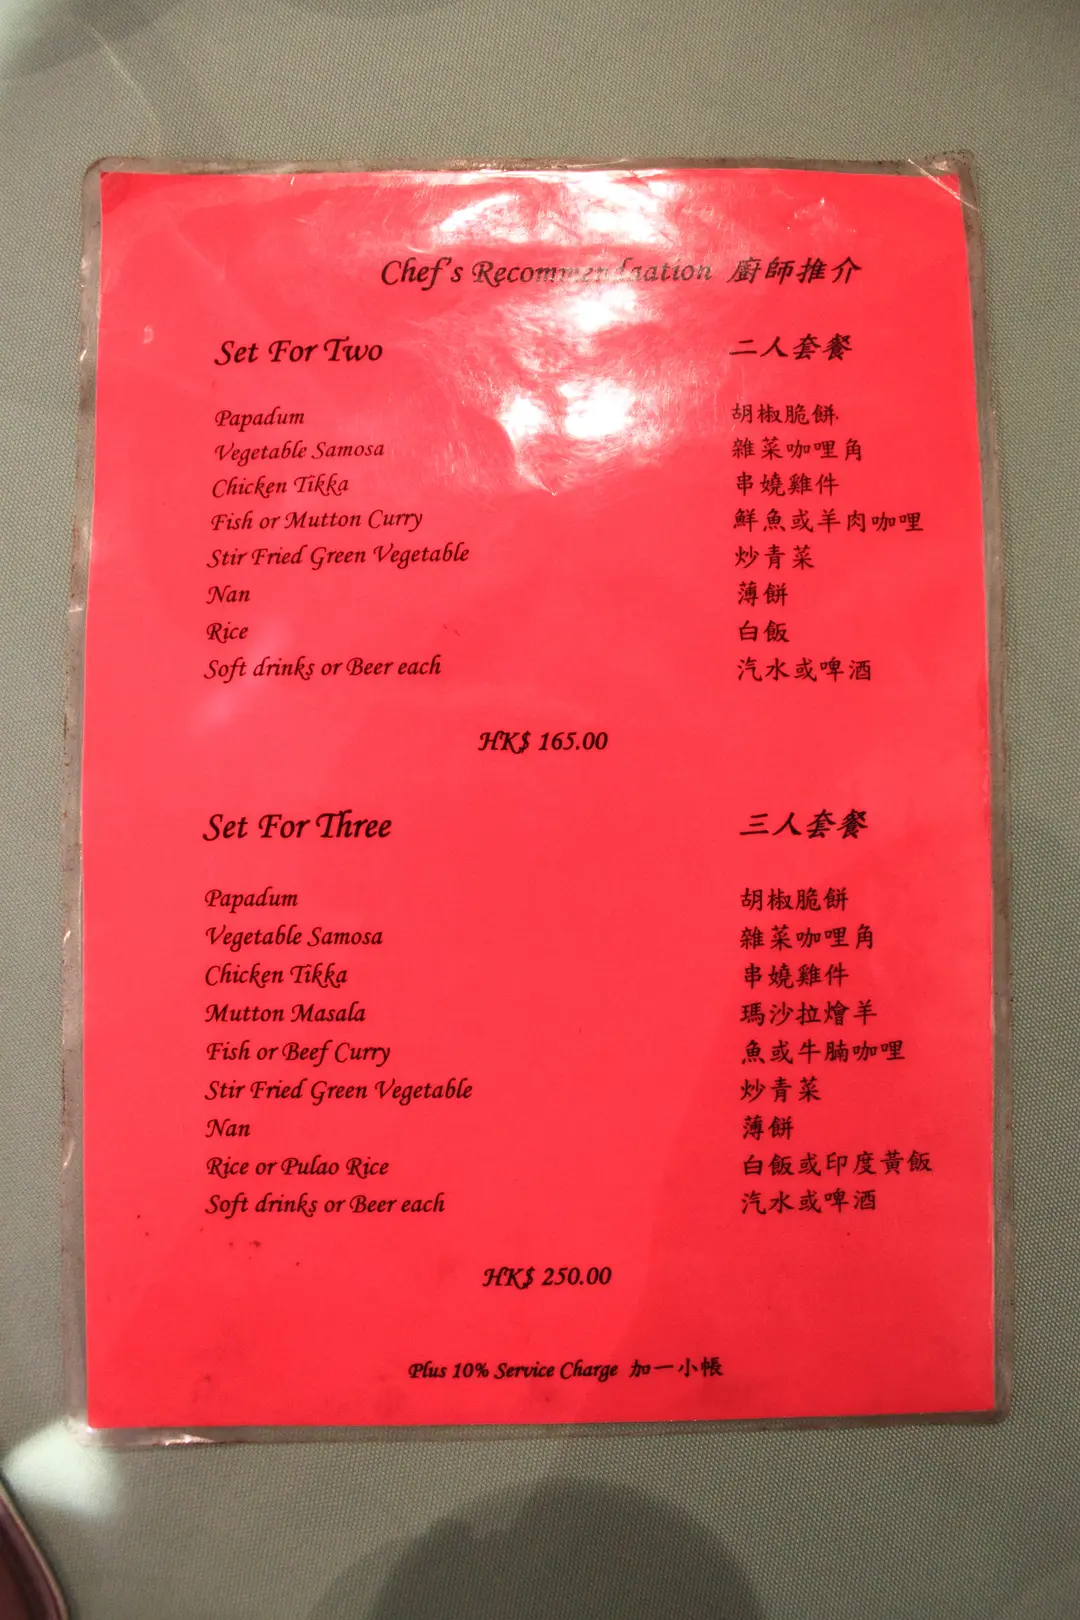 Chef's Recommendaation 廚師推介
Set For Two 二人套餐
Papadum 胡椒脆餅
Vegetable Samosa 雜菜咖哩角
Chicken Tikka 串燒雞件
Fish or Mutton Curry 鮮魚或羊肉咖哩
Stir Fried Green Vegetable 炒青菜
Nan 薄餅
Rice 白飯
Soft drinks or Beer each 汽水或啤酒
HK$ 165.00
Set For Three 三人套餐
Papadum 胡椒脆餅
Vegetable Samosa 雜菜咖哩角
Chicken Tikka 串燒雞件
Mutton Masala 瑪沙拉燴羊
Fish or Beef Curry 魚或牛腩咖哩
Stir Fried Green Vegetable 炒青菜
Nan 薄餅
Rice or Pulao Rice 白飯或印度黃飯
Soft drinks or Beer each 汽水或啤酒
HK$ 250.00
Plus 10% Service Charge 加一小帳